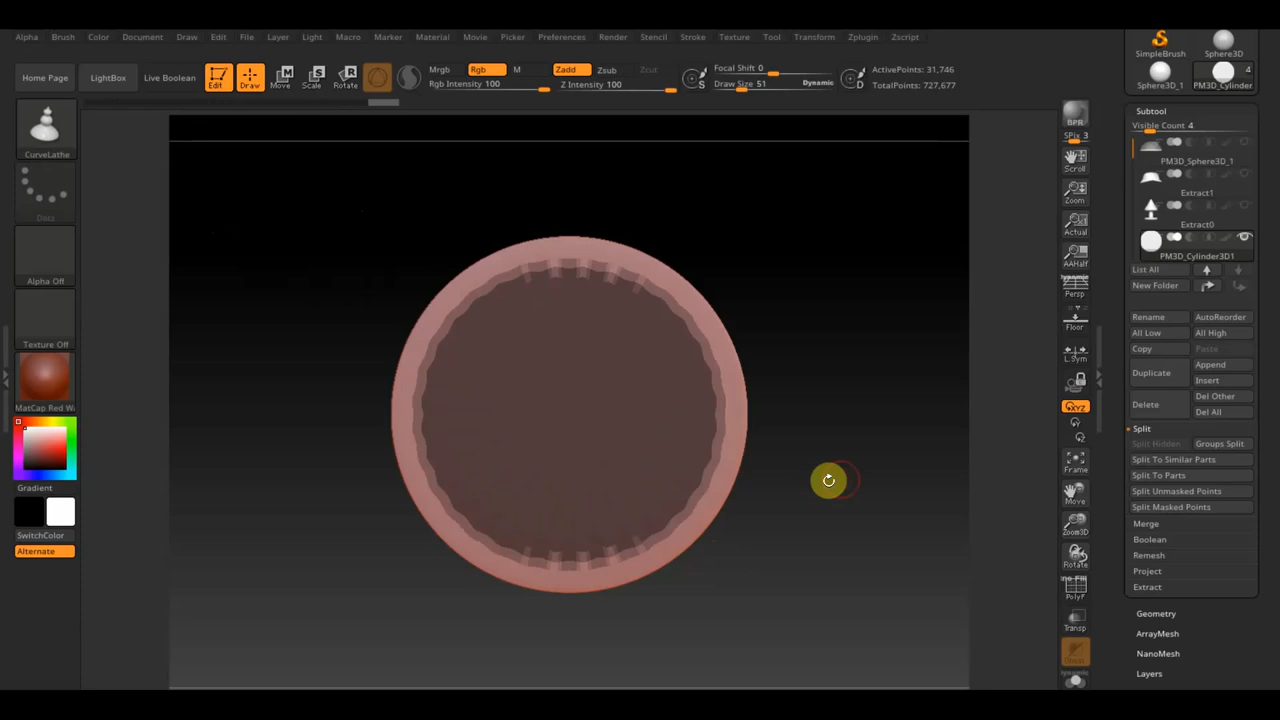 Alpha Brush Color Document Draw Edit File Layer Light Macro Marker Material Movie Picker Preferences Render Stencil Stroke Texture Tool Transform Zplugin Zscript
SimpleBrush Sphere3D
Home Page LightBox Live Boolean Edit Draw Move Scale Rotate Mrgb Rgb M Zadd Zsub Zcut
Rgb Intensity 100 Z Intensity 100
S Focal Shift 0
Draw Size 51 Dynamic D
ActivePoints: 31,746
TotalPoints: 727,677
Sphere3D_1 4 PM3D_Cylinder
CurveLathe
Dots
Alpha Off
Texture Off
MatCap Red Wa
Gradient
SwitchColor
Alternate
BPR
SPix 3
Scroll
Zoom
Actual
AAHalf
Dynamic
Persp
Floor
L.Sym
XYZ
Y
Z
Frame
Move
Zoom3D
Rotate
PolyF
Transp
Dynamic
Subtool
Visible Count 4
PM3D_Sphere3D_1
Extract1
Extract0
PM3D_Cylinder3D1
List All
New Folder
Rename AutoReorder
All Low All High
Copy Paste
Duplicate Append
Insert
Delete Del Other
Del All
Split
Split Hidden Groups Split
Split To Similar Parts
Split To Parts
Split Unmasked Points
Split Masked Points
Merge
Boolean
Remesh
Project
Extract
Geometry
ArrayMesh
NanoMesh
Layers